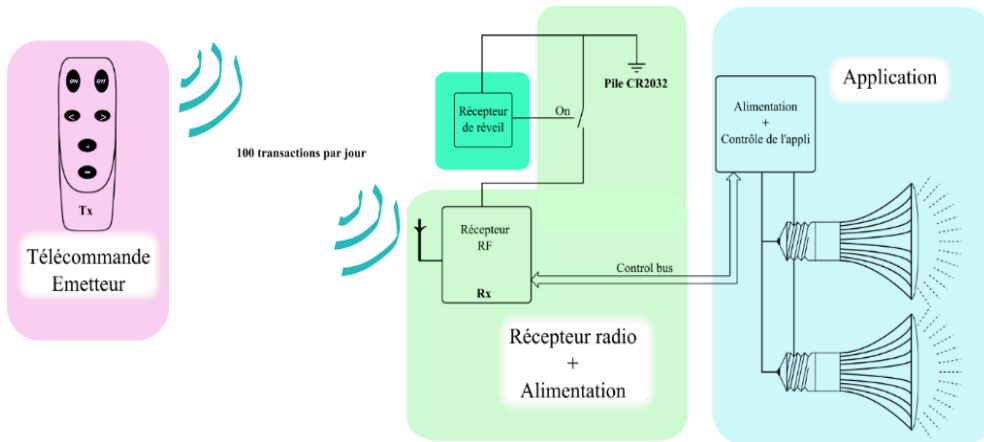 ON OFF
< >
+
-
Tx
Télécommande
Emetteur
100 transactions par jour
Récepteur
de réveil
On
Pile CR2032
Récepteur
RF
Rx
Control bus
Récepteur radio
+
Alimentation
Application
Alimentation
+
Contrôle de l'appli